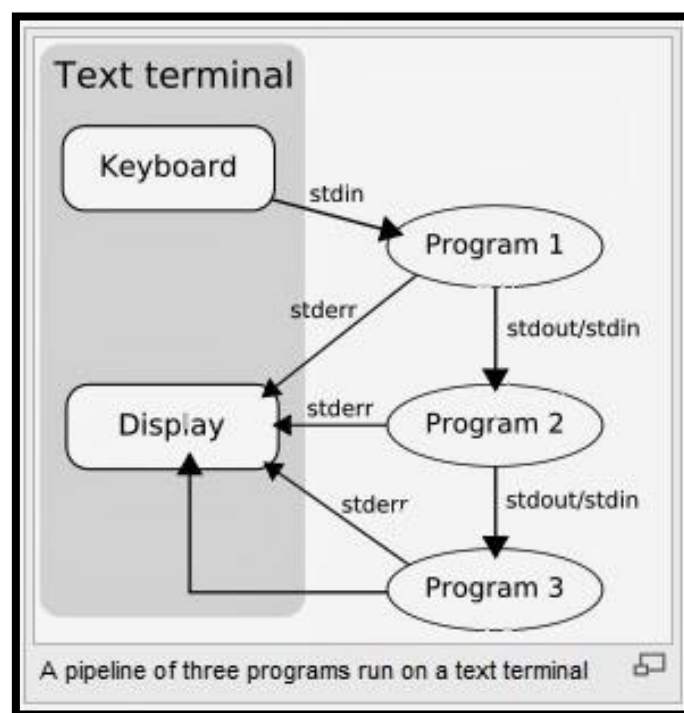 Text terminal
Keyboard
stdin
Program 1
stderr
stdout/stdin
Display
stderr
Program 2
stderr
stdout/stdin
Program 3
A pipeline of three programs run on a text terminal